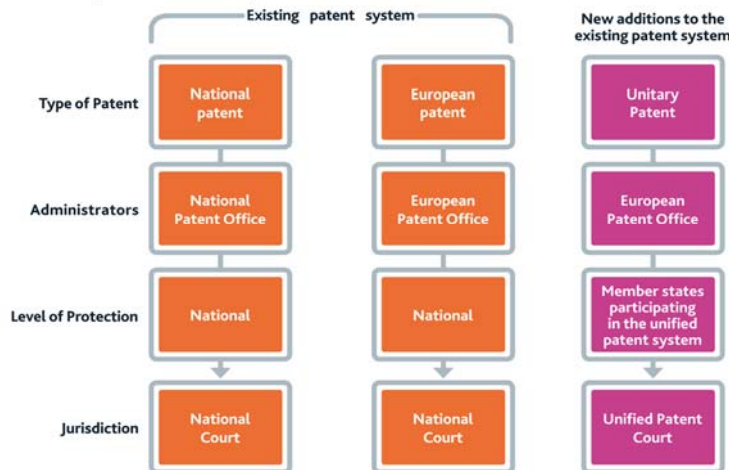 Existing patent system
New additions to the
existing patent system
Type of Patent
National
patent
European
patent
Unitary
Patent
Administrators
National
Patent Office
European
Patent Office
European
Patent Office
Level of Protection
National
National
Member states
participating
in the unified
patent system
Jurisdiction
National
Court
National
Court
Unified Patent
Court